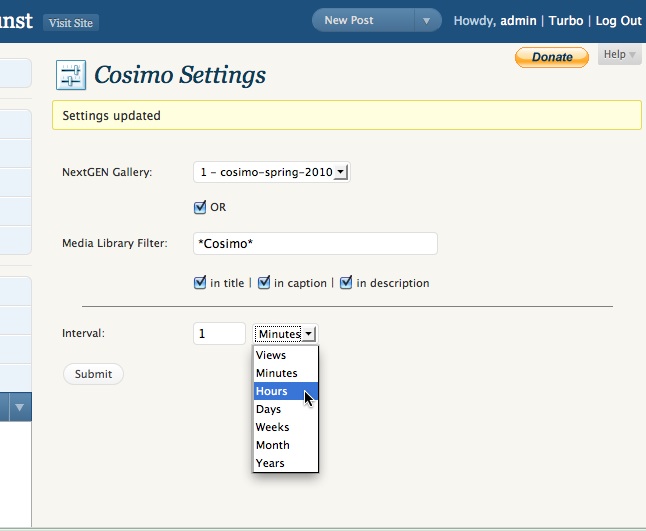 unst Visit Site New Post Howdy, admin | Turbo | Log Out
Donate Help
Cosimo Settings
Settings updated
NextGEN Gallery: 1 – cosimo-spring-2010
OR
Media Library Filter: *Cosimo*
in title | in caption | in description
Interval: 1 Minutes
Submit
Views
Minutes
Hours
Days
Weeks
Month
Years